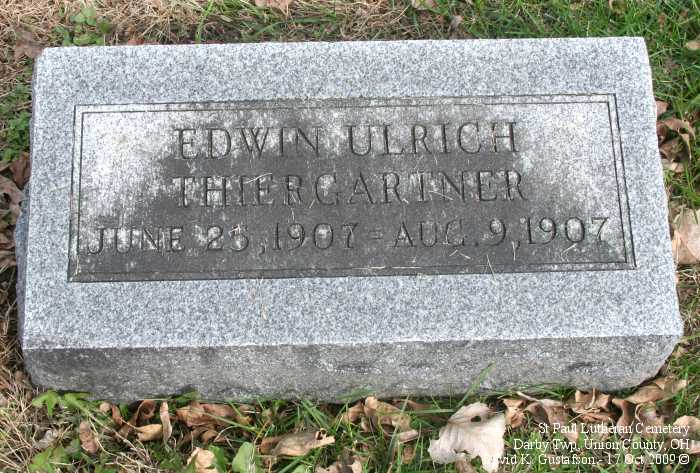 EDWIN ULRICH
THIERGARTNER
JUNE 25, 1907 - AUG. 9, 1907
St Paul Lutheran Cemetery
Darby Twp, Union County, OH
David K. Gustafson - 17 Oct 2009 ©